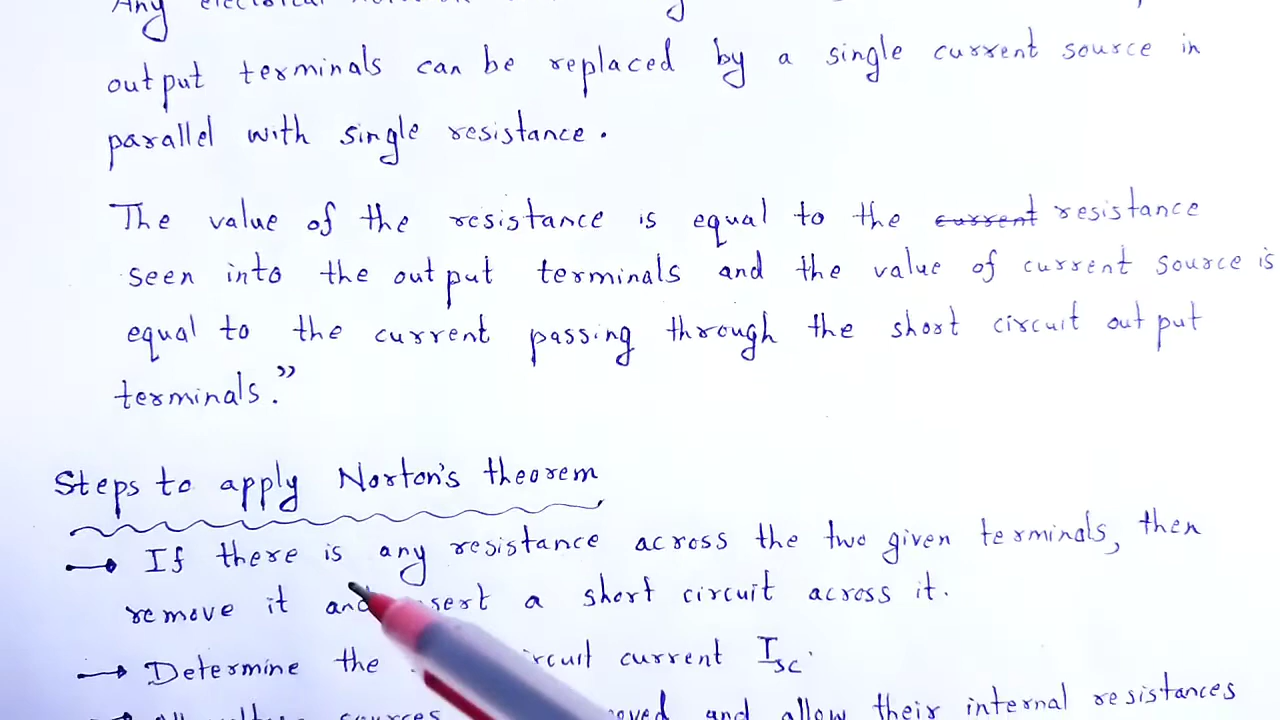 Any electrical
output terminals can be replaced by a single current source in
parallel with single resistance.
The value of the resistance is equal to the current resistance
seen into the output terminals and the value of current source is
equal to the current passing through the short circuit output
terminals.”
Steps to apply Norton's theorem
→ If there is any resistance across the two given terminals, then
remove it and sert a short circuit across it.
→ Determine the rcuit current Isc.
sources oved and allow their internal resistances